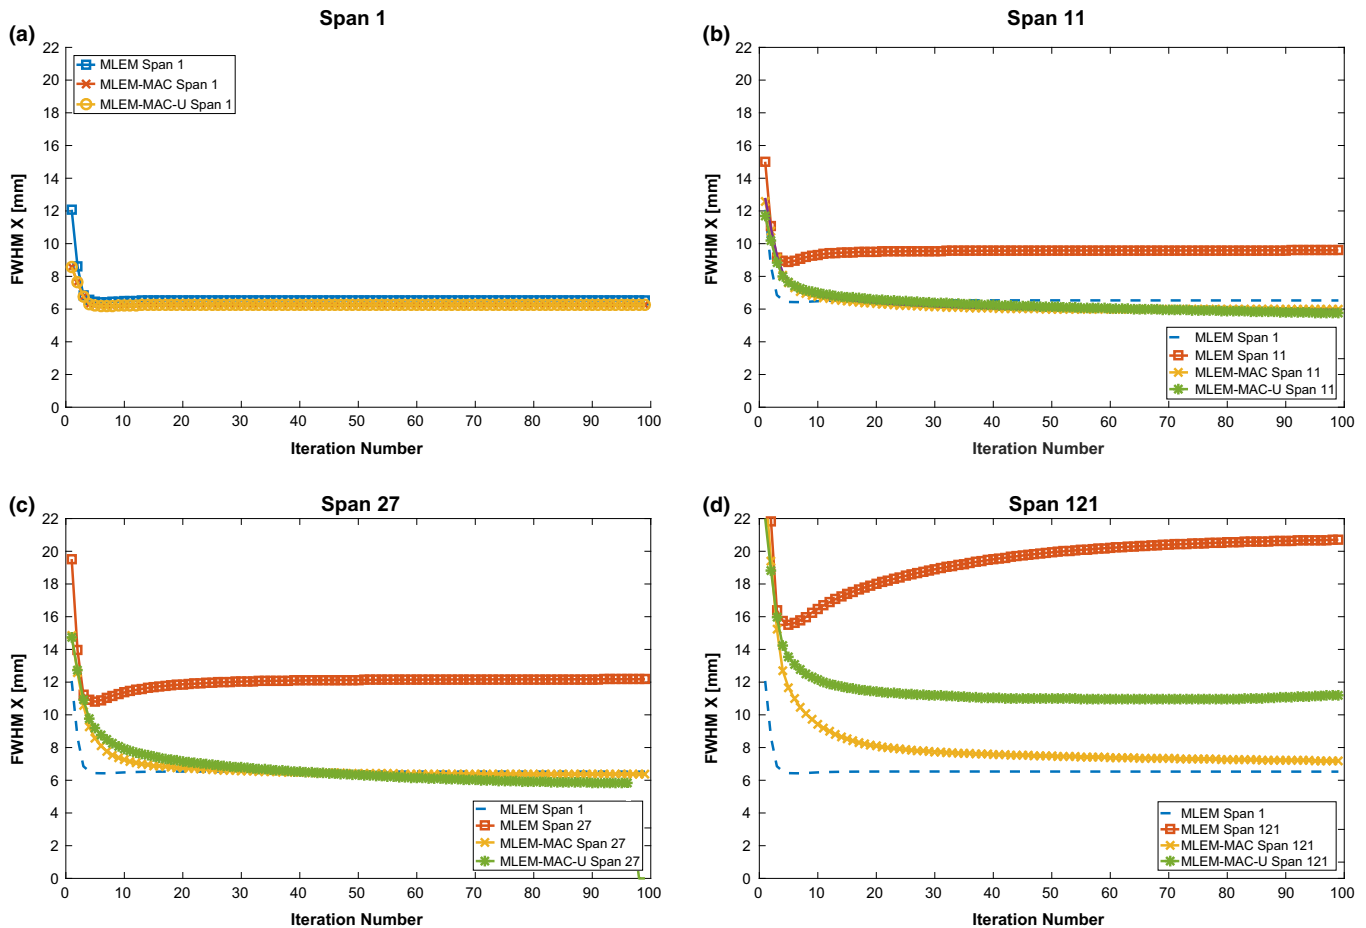 Span 1
(a)
22
20
18
16
14
12
10
8
6
4
2
0
FWHM X [mm]
MLEM Span 1
MLEM-MAC Span 1
MLEM-MAC-U Span 1
0 10 20 30 40 50 60 70 80 90 100
Iteration Number
Span 11
(b)
22
20
18
16
14
12
10
8
6
4
2
0
FWHM X [mm]
MLEM Span 1
MLEM Span 11
MLEM-MAC Span 11
MLEM-MAC-U Span 11
0 10 20 30 40 50 60 70 80 90 100
Iteration Number
Span 27
(c)
22
20
18
16
14
12
10
8
6
4
2
0
FWHM X [mm]
MLEM Span 1
MLEM Span 27
MLEM-MAC Span 27
MLEM-MAC-U Span 27
0 10 20 30 40 50 60 70 80 90 100
Iteration Number
Span 121
(d)
22
20
18
16
14
12
10
8
6
4
2
0
FWHM X [mm]
MLEM Span 1
MLEM Span 121
MLEM-MAC Span 121
MLEM-MAC-U Span 121
0 10 20 30 40 50 60 70 80 90 100
Iteration Number